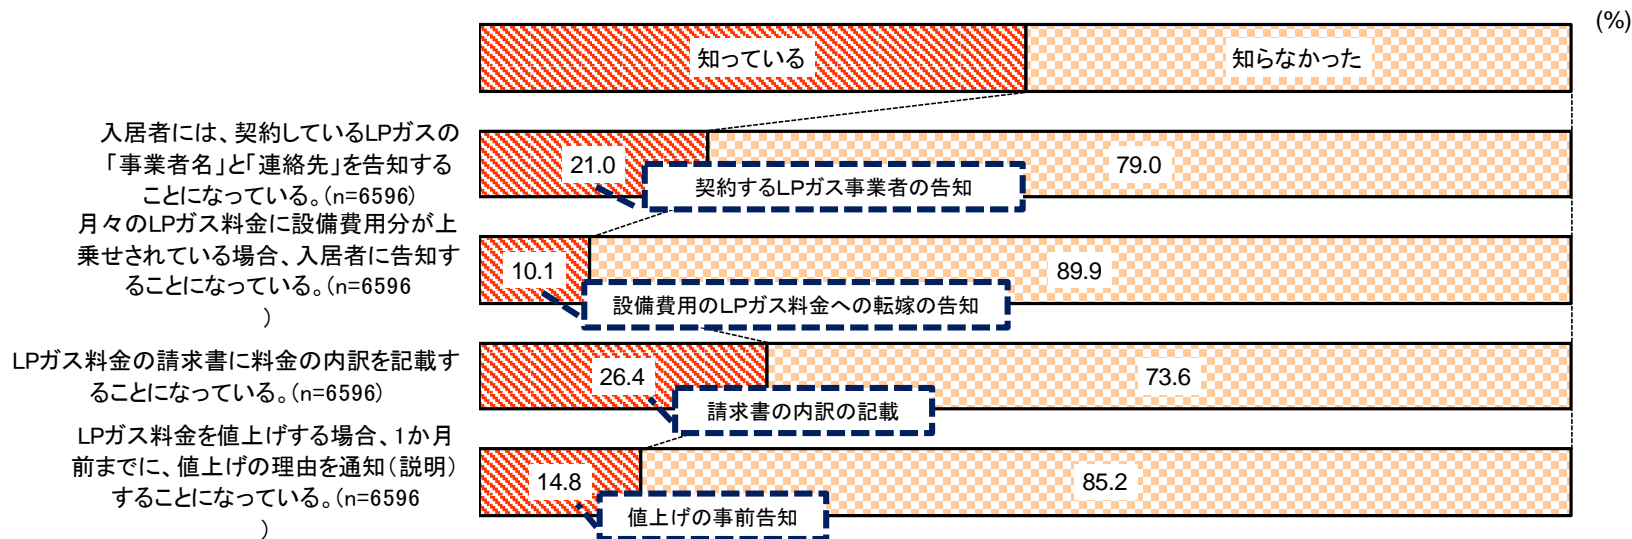 (%)
知っている
知らなかった
入居者には、契約しているLPガスの
「事業者名」と「連絡先」を告知する
ことになっている。(n=6596)
21.0
79.0
契約するLPガス事業者の告知
月々のLPガス料金に設備費用分が上
乗せされている場合、入居者に告知す
ることになっている。(n=6596
)
10.1
89.9
設備費用のLPガス料金への転嫁の告知
LPガス料金の請求書に料金の内訳を記載す
ることになっている。(n=6596)
26.4
73.6
請求書の内訳の記載
LPガス料金を値上げする場合、1か月
前までに、値上げの理由を通知(説明)
することになっている。(n=6596
)
14.8
85.2
値上げの事前告知